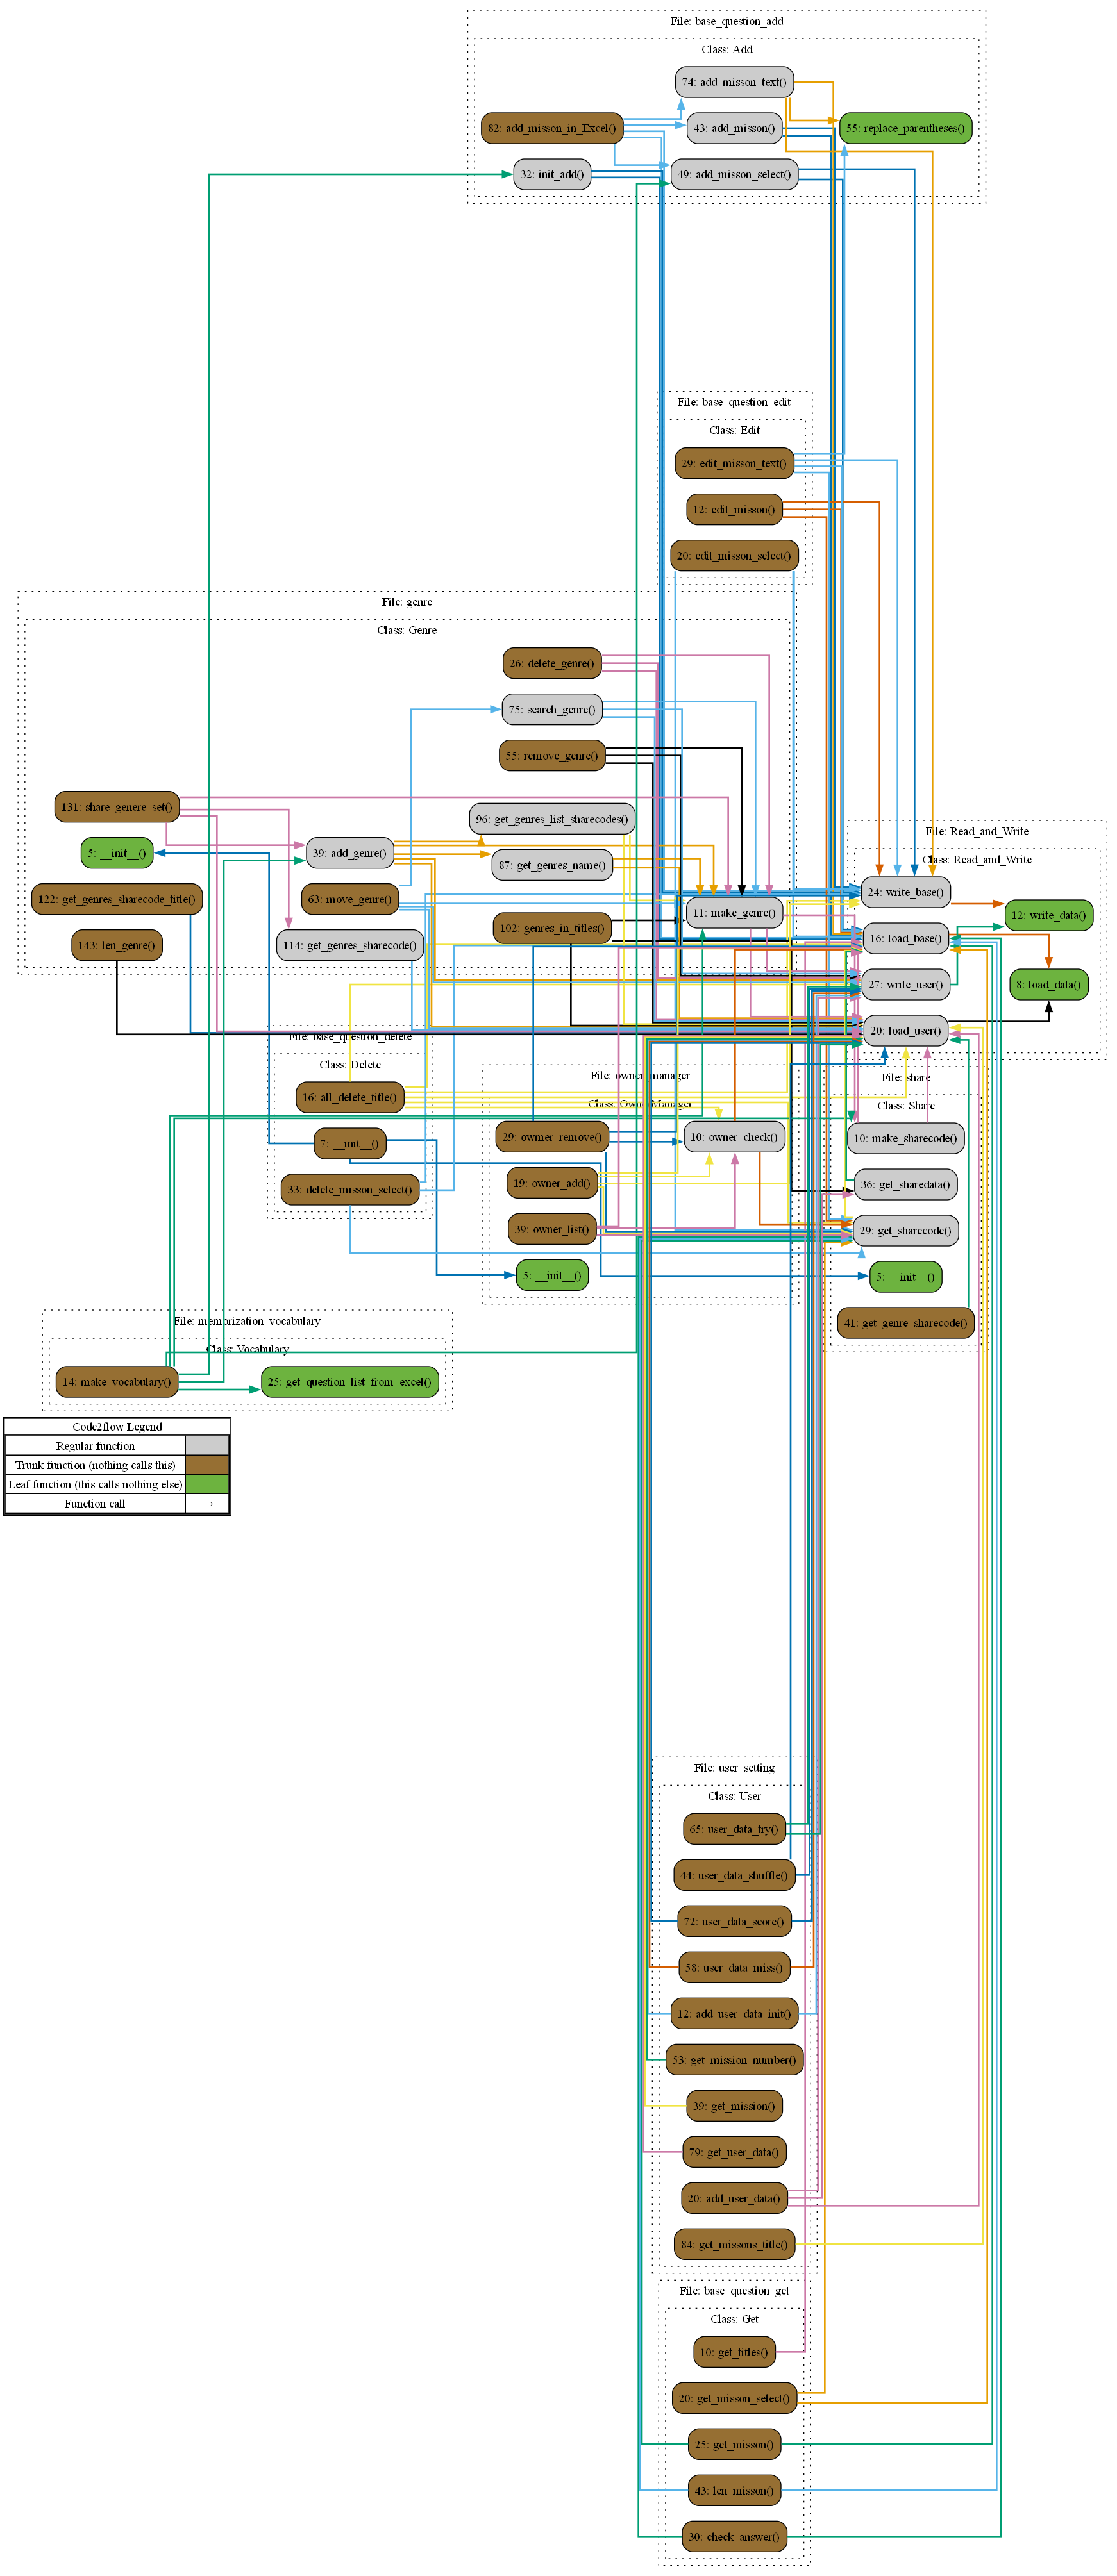 File: base_question_add
Class: Add
74: add_misson_text()
82: add_misson_in_Excel()
43: add_misson()
55: replace_parentheses()
32: init_add()
49: add_misson_select()
File: base_question_edit
Class: Edit
29: edit_misson_text()
12: edit_misson()
20: edit_misson_select()
File: genre
Class: Genre
26: delete_genre()
75: search_genre()
55: remove_genre()
131: share_genere_set()
96: get_genres_list_sharecodes()
5: __init__()
39: add_genre()
87: get_genres_name()
122: get_genres_sharecode_title()
63: move_genre()
11: make_genre()
102: genres_in_titles()
143: len_genre()
114: get_genres_sharecode()
File: Read_and_Write
Class: Read_and_Write
24: write_base()
12: write_data()
16: load_base()
27: write_user()
8: load_data()
20: load_user()
File: base_question_delete
Class: Delete
16: all_delete_title()
7: __init__()
33: delete_misson_select()
File: owner_manager
Class: OwnerManager
29: owmer_remove()
10: owner_check()
19: owner_add()
39: owner_list()
5: __init__()
File: share
Class: Share
10: make_sharecode()
36: get_sharedata()
29: get_sharecode()
5: __init__()
41: get_genre_sharecode()
File: memorization_vocabulary
Class: Vocabulary
14: make_vocabulary()
25: get_question_list_from_excel()
Code2flow Legend
Regular function
Trunk function (nothing calls this)
Leaf function (this calls nothing else)
Function call →
File: user_setting
Class: User
65: user_data_try()
44: user_data_shuffle()
72: user_data_score()
58: user_data_miss()
12: add_user_data_init()
53: get_mission_number()
39: get_mission()
79: get_user_data()
20: add_user_data()
84: get_missons_title()
File: base_question_get
Class: Get
10: get_titles()
20: get_misson_select()
25: get_misson()
43: len_misson()
30: check_answer()